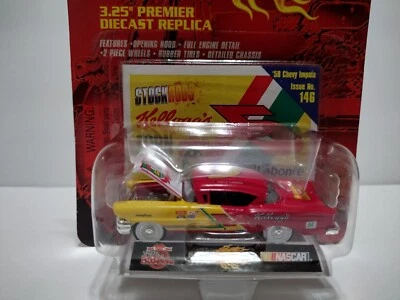 3.25" PREMIER
DIECAST REPLICA
FEATURES • OPENING HOOD • FULL ENGINE DETAIL
• 2 PIECE WHEELS • RUBBER TIRES • DETAILED CHASSIS
WARNING:
STOCK RODS
'58 Chevy Impala
Issue No.
146
Kellogg's
CORN
NASCAR